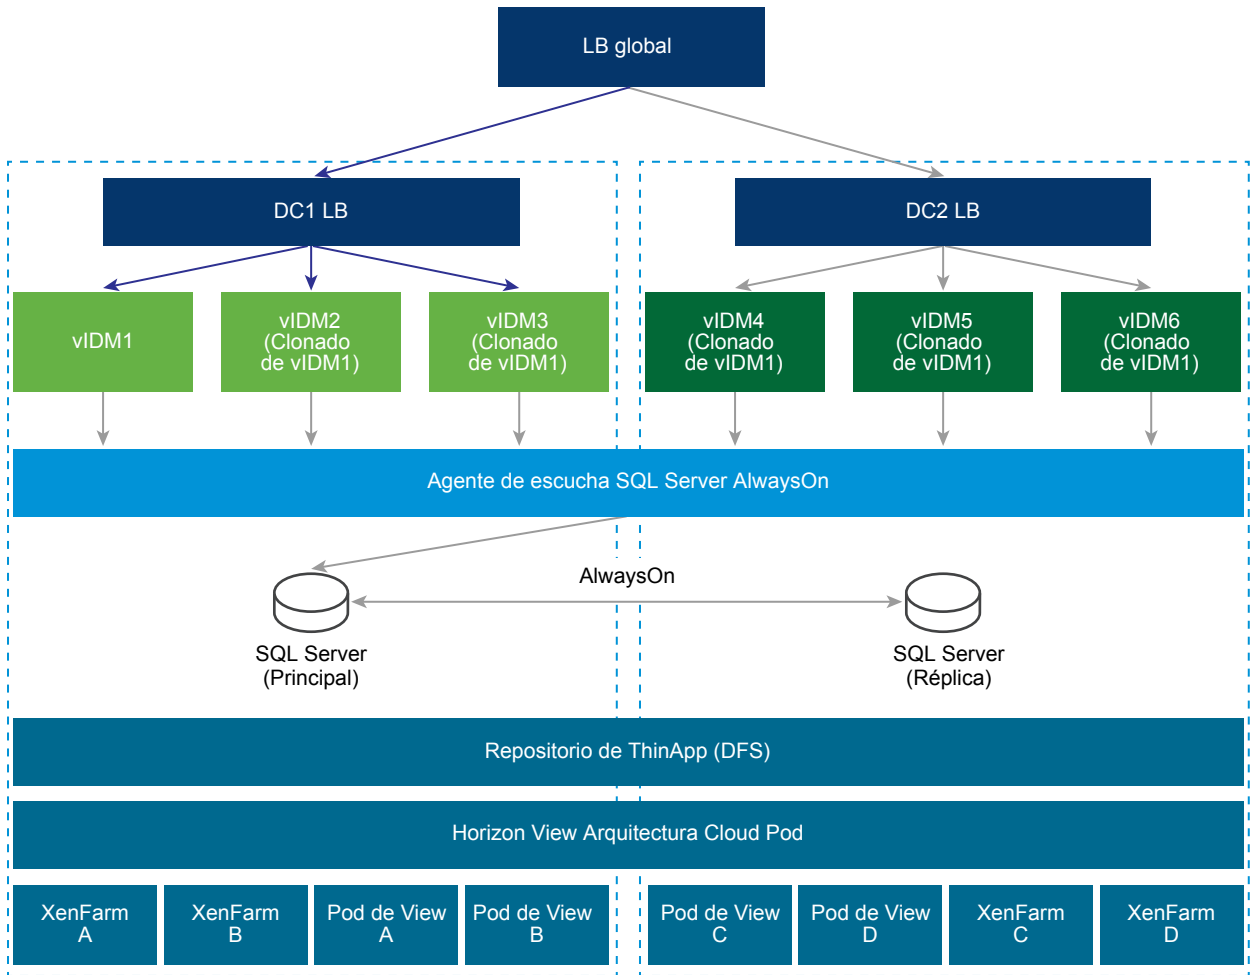 LB global
DC1 LB
DC2 LB
vIDM1
vIDM2
(Clonado
de vIDM1)
vIDM3
(Clonado
de vIDM1)
vIDM4
(Clonado
de vIDM1)
vIDM5
(Clonado
de vIDM1)
vIDM6
(Clonado
de vIDM1)
Agente de escucha SQL Server AlwaysOn
AlwaysOn
SQL Server
(Principal)
SQL Server
(Réplica)
Repositorio de ThinApp (DFS)
Horizon View Arquitectura Cloud Pod
XenFarm
A
XenFarm
B
Pod de View
A
Pod de View
B
Pod de View
C
Pod de View
D
XenFarm
C
XenFarm
D